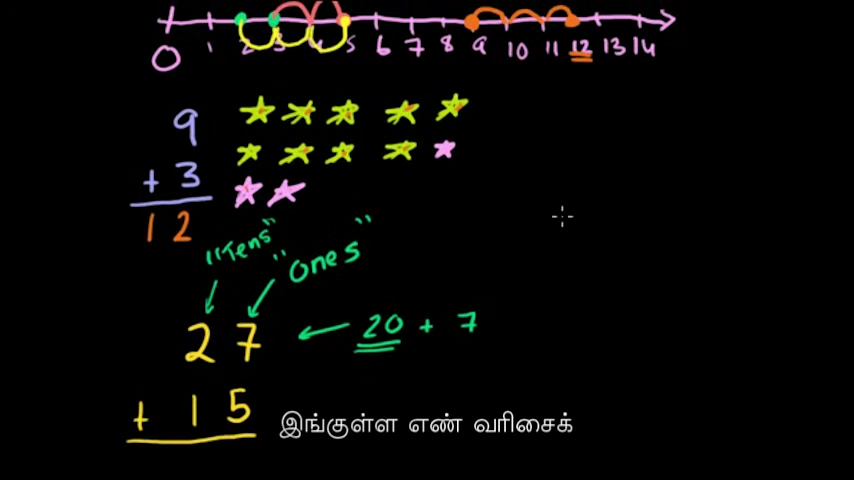 0 1 2 3 4 5 6 7 8 9 10 11 12 13 14
9
+ 3
12
"Tens"
"ones"
27 ← 20 + 7
+ 15
இங்குள்ள எண் வரிசைக்